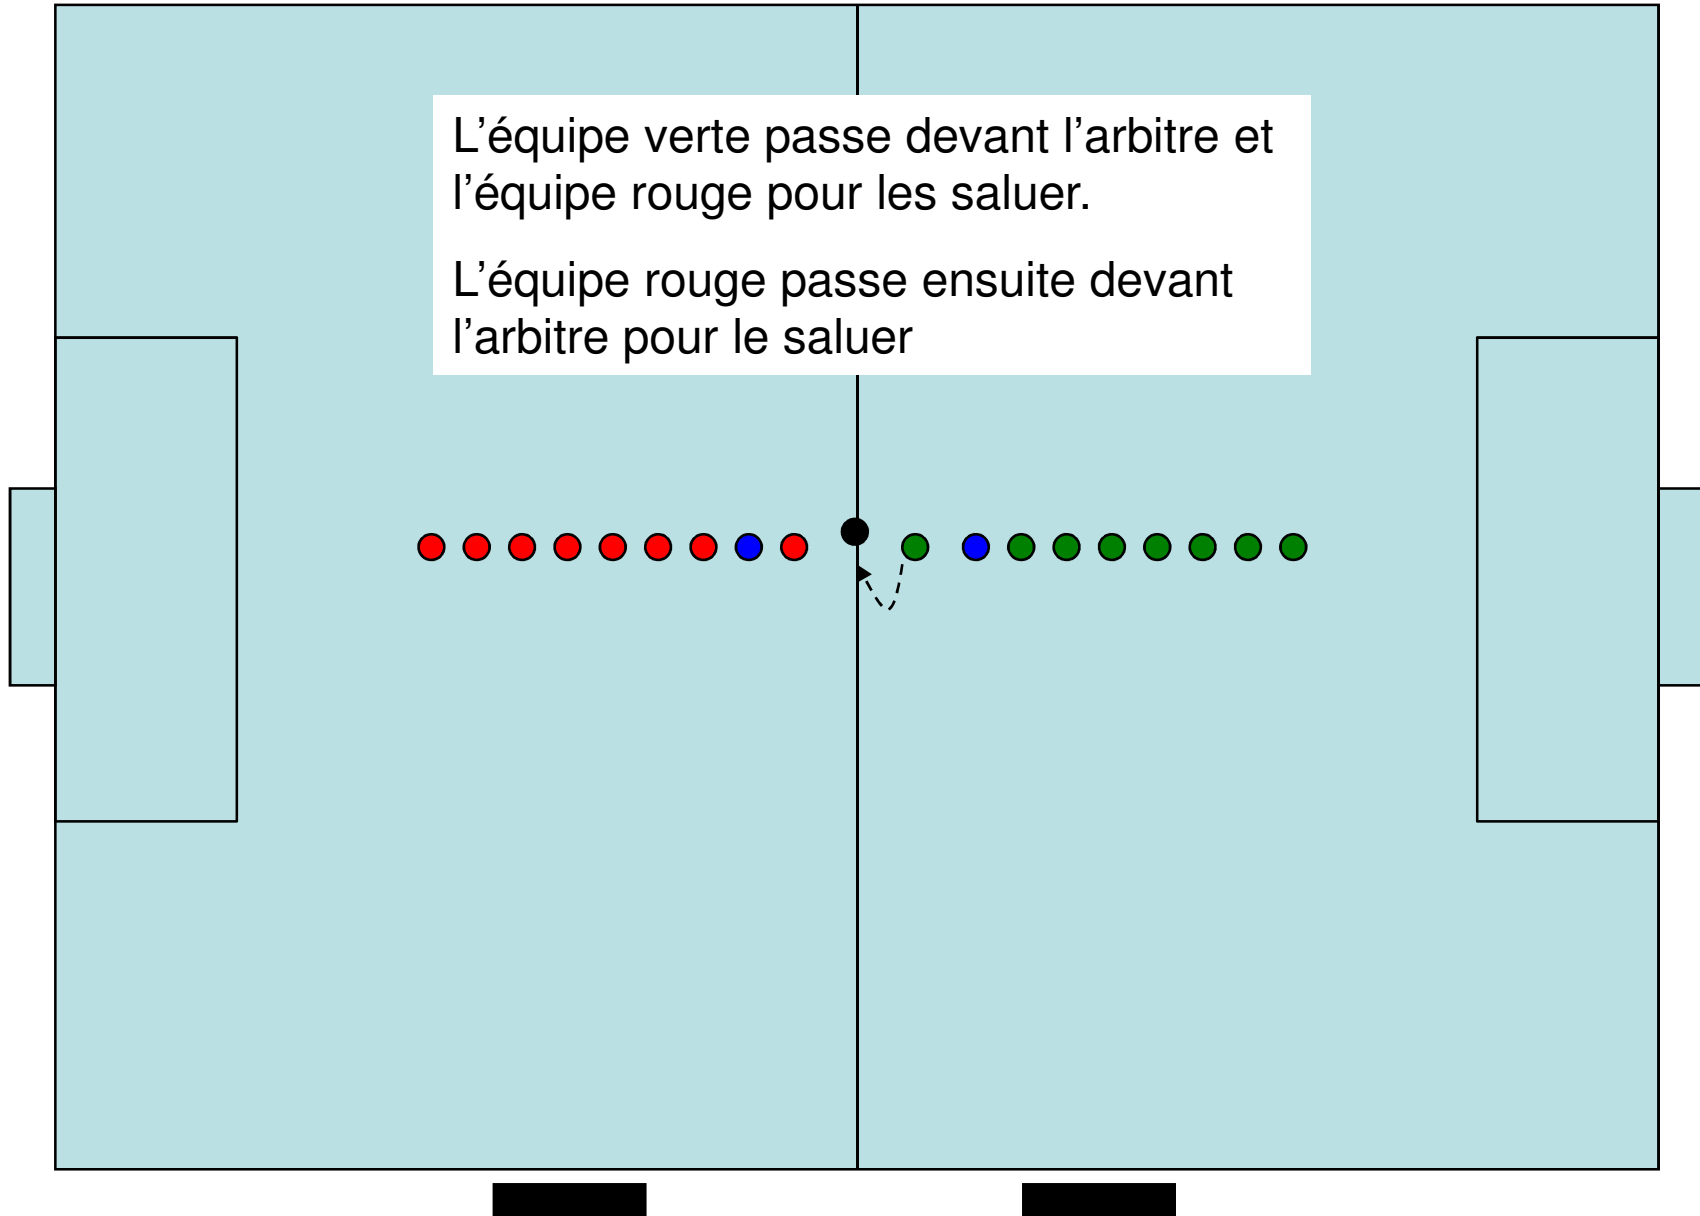 L’équipe verte passe devant l’arbitre et
l’équipe rouge pour les saluer.
L’équipe rouge passe ensuite devant
l’arbitre pour le saluer